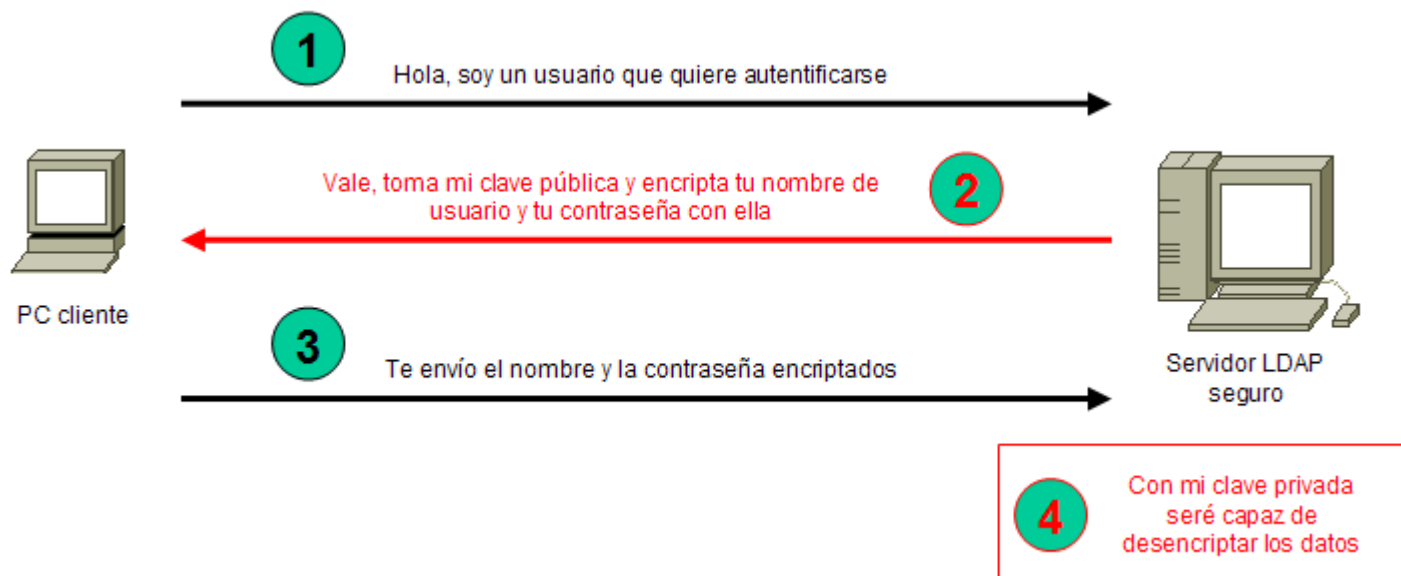 1
Hola, soy un usuario que quiere autentificarse
Vale, toma mi clave pública y encripta tu nombre de
usuario y tu contraseña con ella
2
PC cliente
3
Te envío el nombre y la contraseña encriptados
Servidor LDAP
seguro
4
Con mi clave privada
seré capaz de
desencriptar los datos